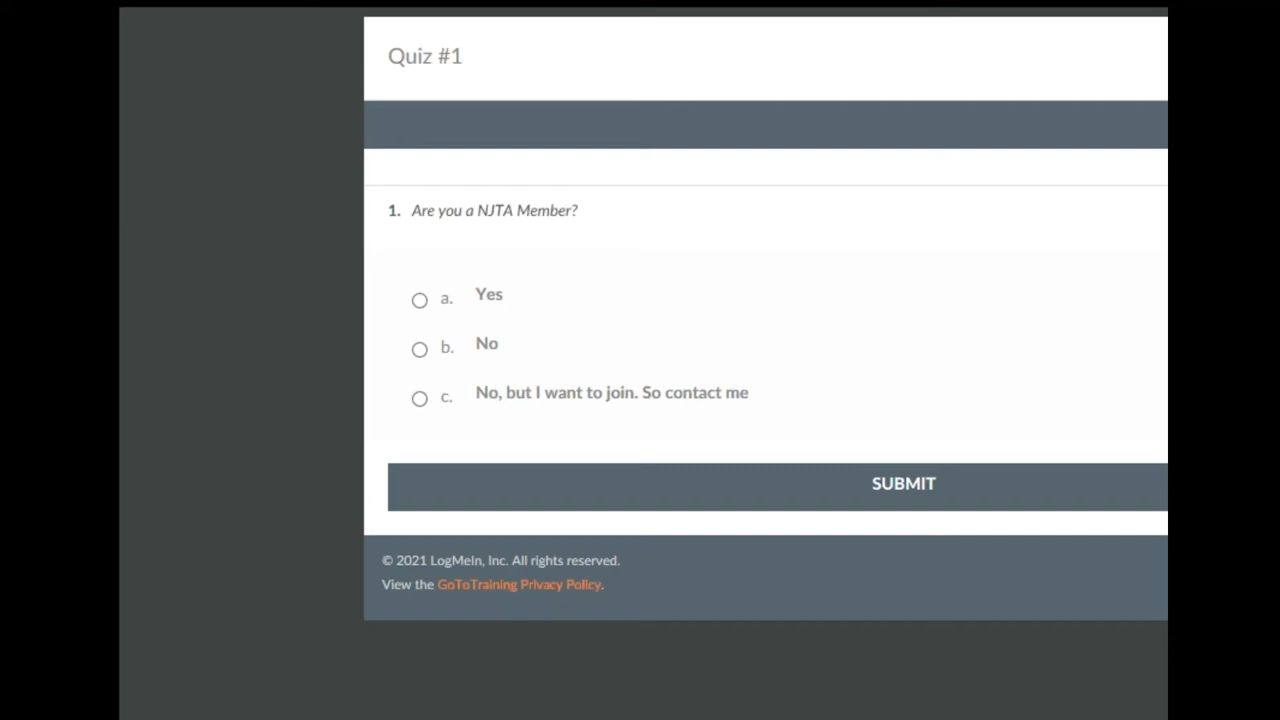 Quiz #1
1. Are you a NJTA Member?
a. Yes
b. No
c. No, but I want to join. So contact me
SUBMIT
© 2021 LogMeIn, Inc. All rights reserved.
View the GoToTraining Privacy Policy.